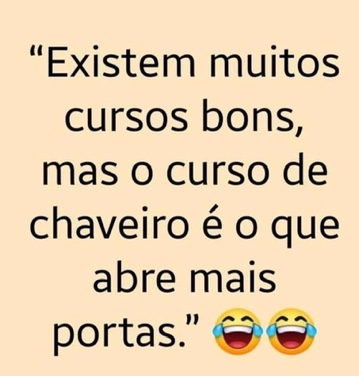 “Existem muitos
cursos bons,
mas o curso de
chaveiro é o que
abre mais
portas.” 😂😂